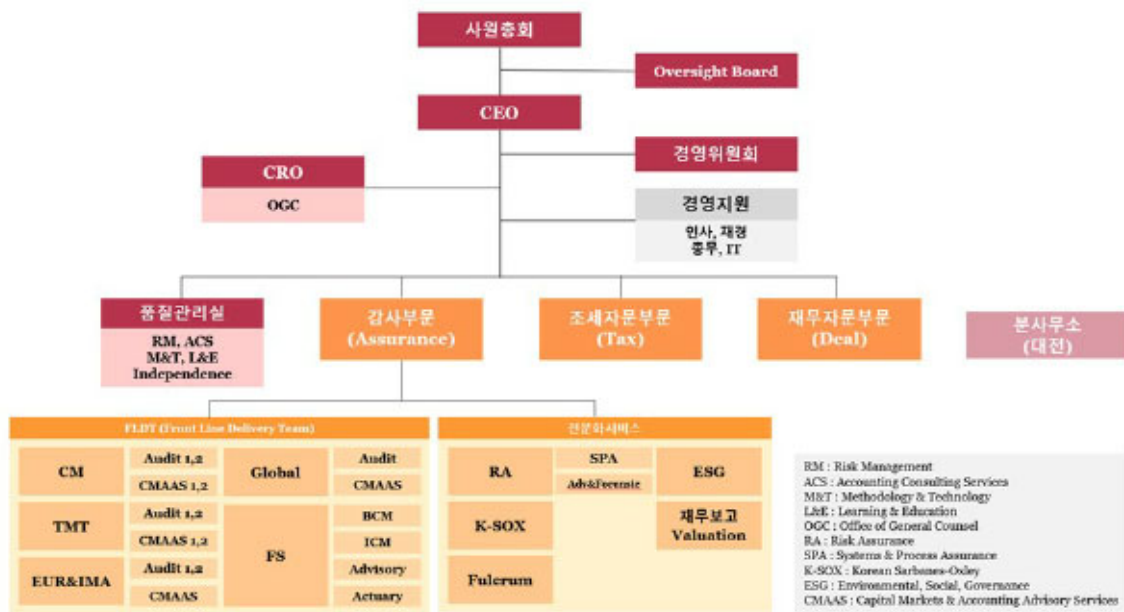 사원총회
Oversight Board
CEO
경영위원회
CRO
OGC
경영지원
인사, 재경
총무, IT
품질관리실
RM, ACS
M&T, L&E
Independence
감사부문
(Assurance)
조세자문부문
(Tax)
재무자문부문
(Deal)
분사무소
(대전)
FLDT (Front Line Delivery Team)
CM
Audit 1,2
CMAAS 1,2
TMT
Audit 1,2
CMAAS 1,2
EUR&IMA
Audit 1,2
CMAAS
Global
Audit
CMAAS
FS
BCM
ICM
Advisory
Actuary
전문화서비스
RA
SPA
Adv&Forensic
K-SOX
Fulcrum
ESG
재무보고
Valuation
RM : Risk Management
ACS : Accounting Consulting Services
M&T : Methodology & Technology
L&E : Learning & Education
OGC : Office of General Counsel
RA : Risk Assurance
SPA : Systems & Process Assurance
K-SOX : Korean Sarbanes-Oxley
ESG : Environmental, Social, Governance
CMAAS : Capital Markets & Accounting Advisory Services